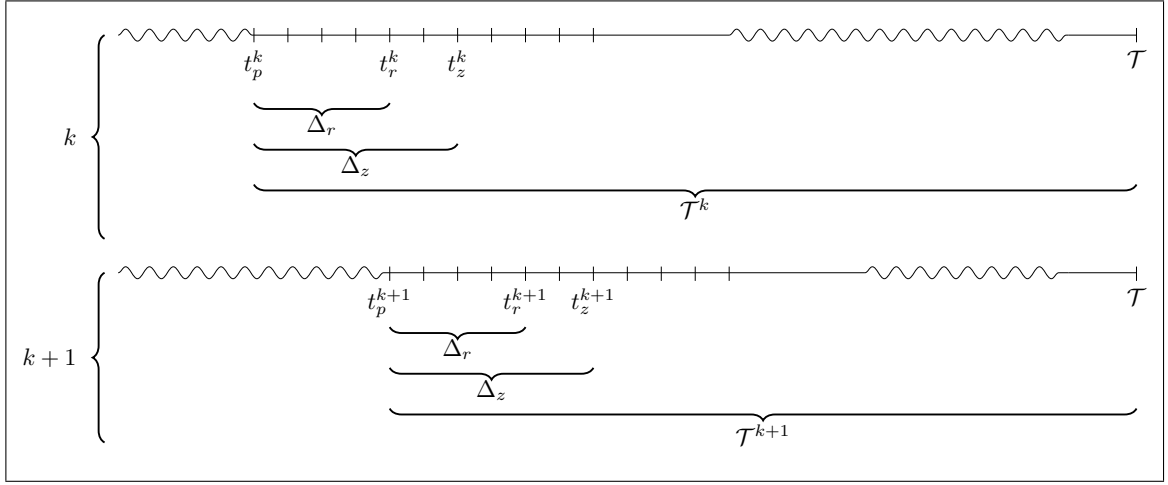 t_p^k t_r^k t_z^k 𝒯
Δ_r
k
Δ_z
𝒯^k
t_p^{k+1} t_r^{k+1} t_z^{k+1} 𝒯
Δ_r
k + 1
Δ_z
𝒯^{k+1}